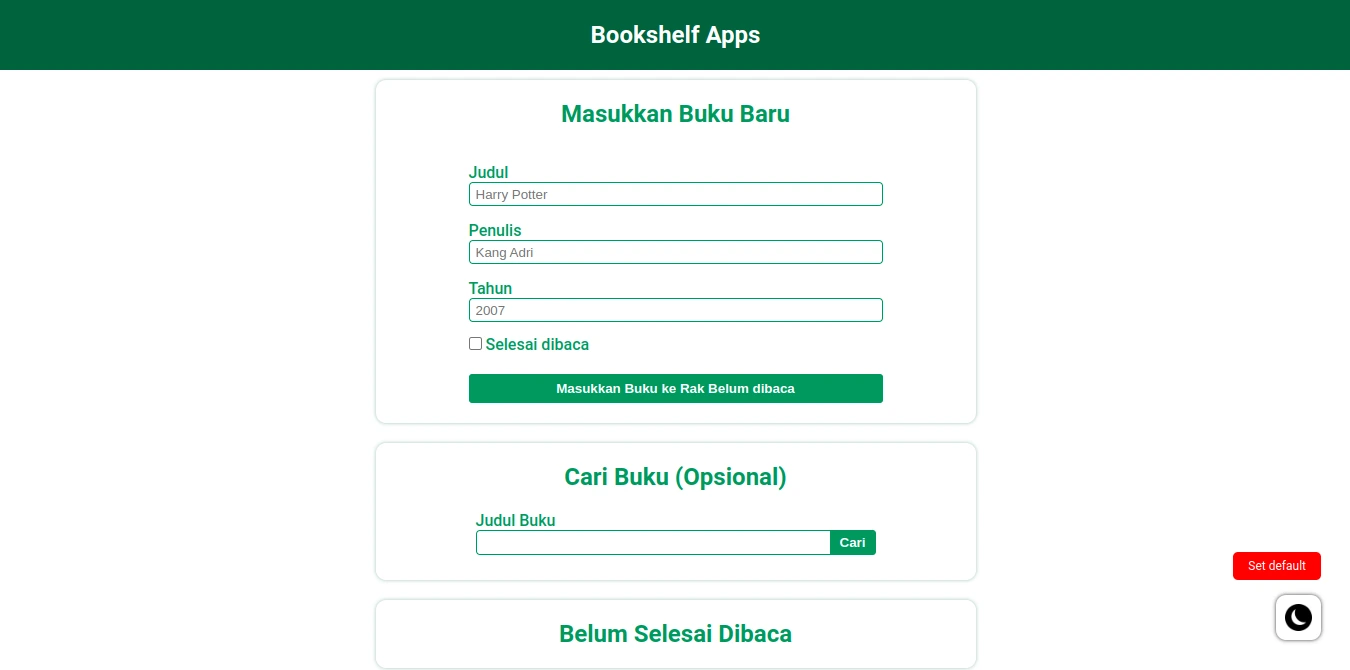 Bookshelf Apps
Masukkan Buku Baru
Judul
Harry Potter
Penulis
Kang Adri
Tahun
2007
Selesai dibaca
Masukkan Buku ke Rak Belum dibaca
Cari Buku (Opsional)
Judul Buku
Cari
Set default
Belum Selesai Dibaca